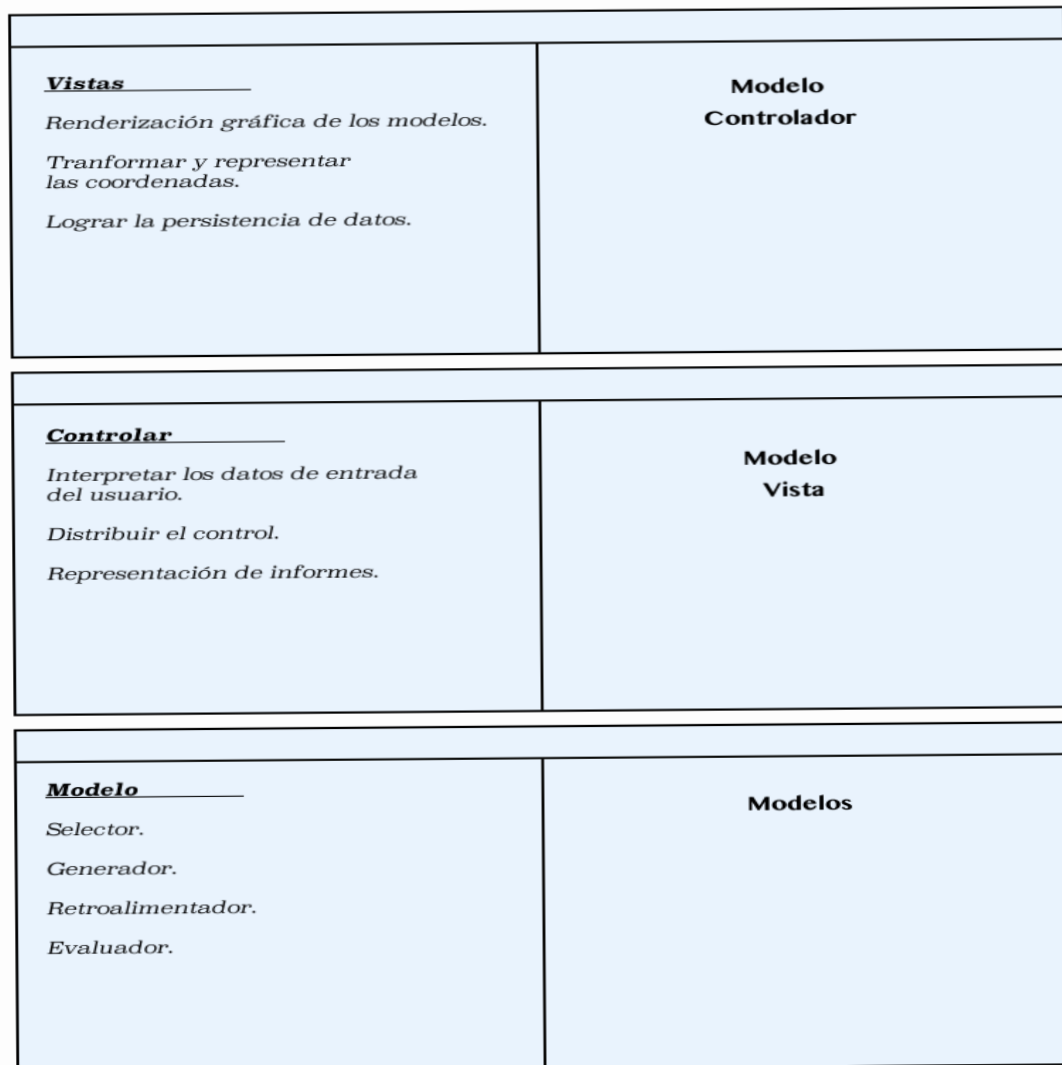 Vistas
Renderización gráfica de los modelos.
Tranformar y representar
las coordenadas.
Lograr la persistencia de datos.
Modelo
Controlador
Controlar
Interpretar los datos de entrada
del usuario.
Distribuir el control.
Representación de informes.
Modelo
Vista
Modelo
Selector.
Generador.
Retroalimentador.
Evaluador.
Modelos